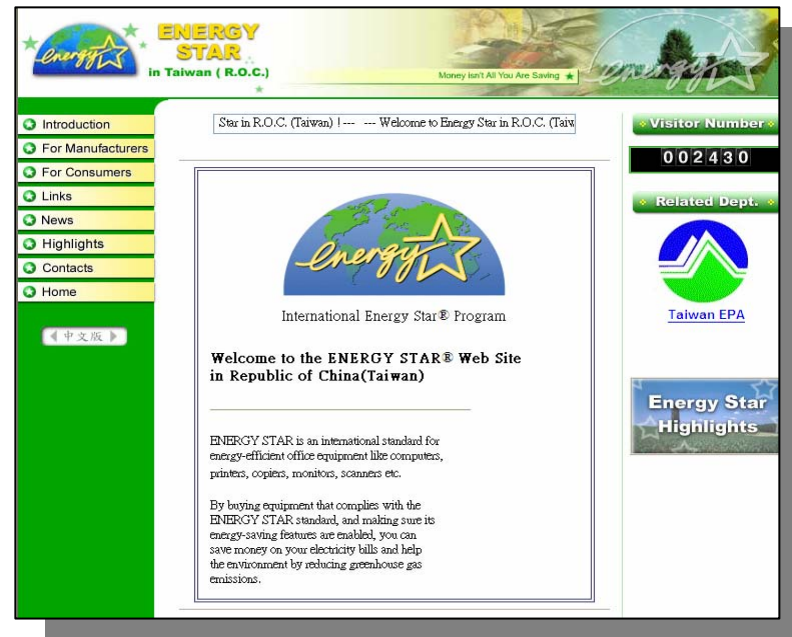 energy
ENERGY
STAR
in Taiwan ( R.O.C.)
Money isn't All You Are Saving
energy
Introduction
For Manufacturers
For Consumers
Links
News
Highlights
Contacts
Home
中文版
Star in R.O.C. (Taiwan) ! --- --- Welcome to Energy Star in R.O.C. (Taiw
energy
International Energy Star® Program
Welcome to the ENERGY STAR® Web Site
in Republic of China(Taiwan)
ENERGY STAR is an international standard for
energy-efficient office equipment like computers,
printers, copiers, monitors, scanners etc.
By buying equipment that complies with the
ENERGY STAR standard, and making sure its
energy-saving features are enabled, you can
save money on your electricity bills and help
the environment by reducing greenhouse gas
emissions.
Visitor Number
002430
Related Dept.
Taiwan EPA
Energy Star
Highlights